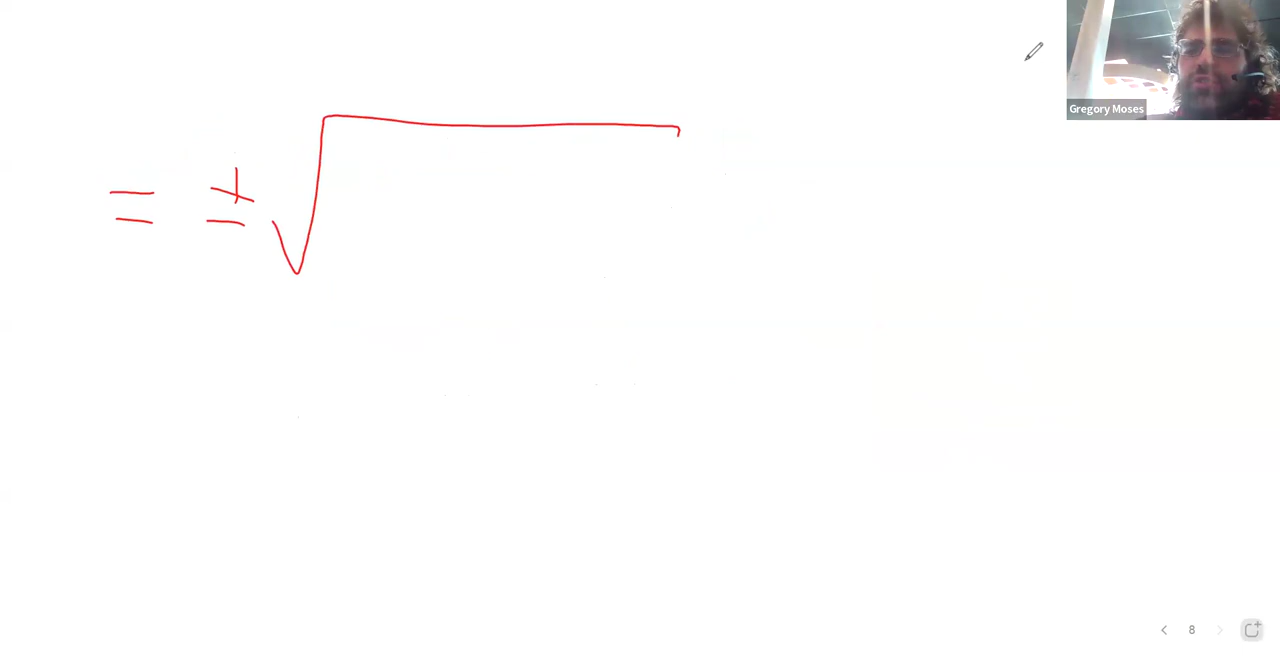 Gregory Moses
= ± √
8